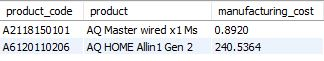 product_code product manufacturing_cost
A2118150101 AQ Master wired x1 Ms 0.8920
A6120110206 AQ HOME Allin1 Gen 2 240.5364